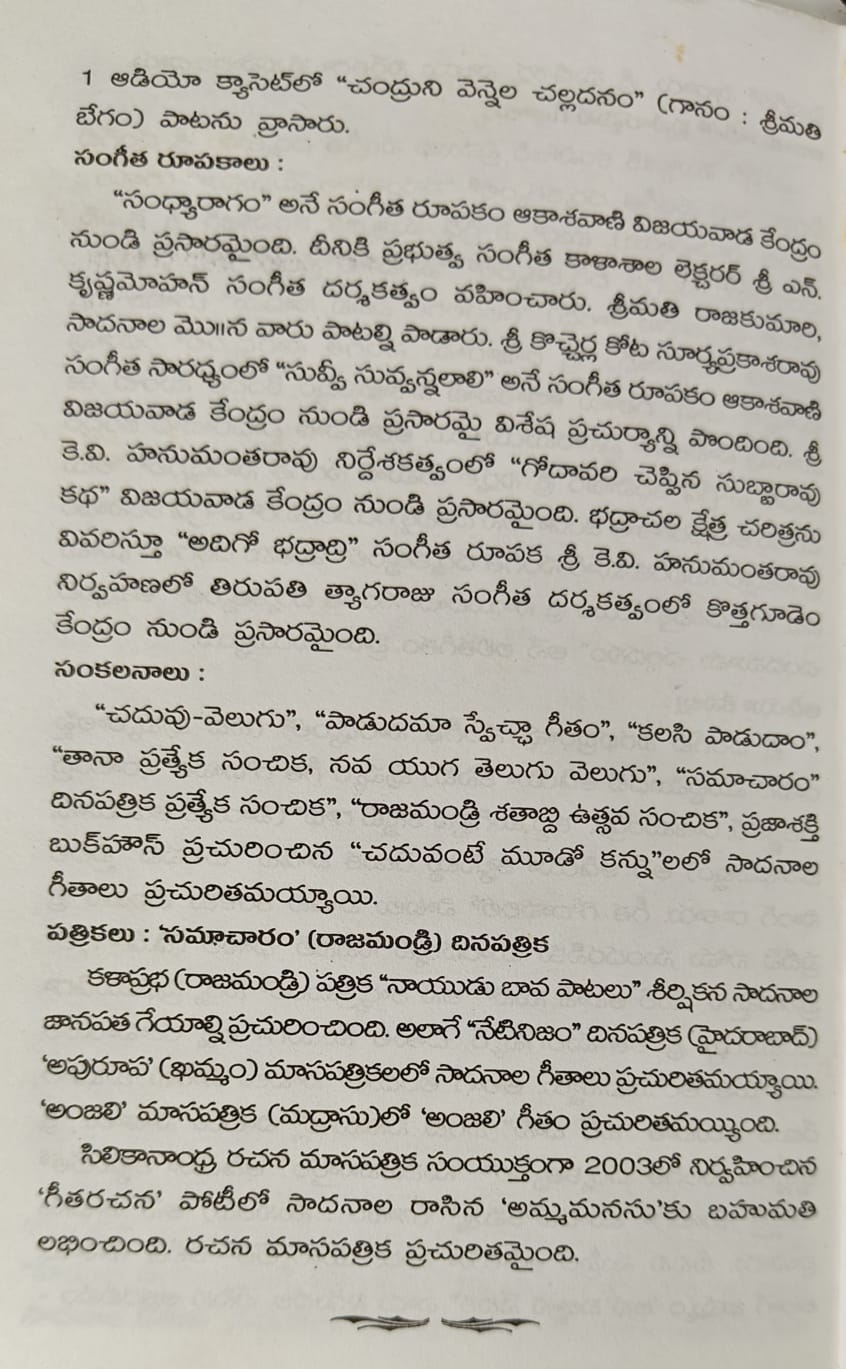 1 ఆడియో క్యాసెట్‌లో “చంద్రుని వెన్నెల చల్లదనం” (గానం : శ్రీమతి
బేగం) పాటను వ్రాసారు.
సంగీత రూపకాలు :
“సంధ్యారాగం” అనే సంగీత రూపకం ఆకాశవాణి విజయవాడ కేంద్రం
నుండి ప్రసారమైంది. దీనికి ప్రభుత్వ సంగీత కాళాశాల లెక్చరర్ శ్రీ ఎన్.
కృష్ణమోహన్ సంగీత దర్శకత్వం వహించారు. శ్రీమతి రాజకుమారి,
సాదనాల మొ॥న వారు పాటల్ని పాడారు. శ్రీ కొచ్చెర్ల కోట సూర్యప్రకాశరావు
సంగీత సారధ్యంలో “సువ్వీ సువ్వన్నలాలి” అనే సంగీత రూపకం ఆకాశవాణి
విజయవాడ కేంద్రం నుండి ప్రసారమై విశేష ప్రచుర్యాన్ని పొందింది. శ్రీ
కె.వి. హనుమంతరావు నిర్దేశకత్వంలో “గోదావరి చెప్పిన సుబ్బారావు
కథ” విజయవాడ కేంద్రం నుండి ప్రసారమైంది. భద్రాచల క్షేత్ర చరిత్రను
వివరిస్తూ “అదిగో భద్రాద్రి” సంగీత రూపక శ్రీ కె.వి. హనుమంతరావు
నిర్వహణలో తిరుపతి త్యాగరాజు సంగీత దర్శకత్వంలో కొత్తగూడెం
కేంద్రం నుండి ప్రసారమైంది.
సంకలనాలు :
“చదువు-వెలుగు”, “పాడుదమా స్వేచ్ఛా గీతం”, “కలసి పాడుదాం”,
“తానా ప్రత్యేక సంచిక, నవ యుగ తెలుగు వెలుగు”, “సమాచారం”
దినపత్రిక ప్రత్యేక సంచిక”, “రాజమండ్రి శతాబ్ది ఉత్సవ సంచిక”, ప్రజాశక్తి
బుక్‌హౌస్ ప్రచురించిన “చదువంటే మూడో కన్ను”లలో సాదనాల
గీతాలు ప్రచురితమయ్యాయి.
పత్రికలు : ‘సమాచారం’ (రాజమండ్రి) దినపత్రిక
కళాప్రభ (రాజమండ్రి) పత్రిక “నాయుడు బావ పాటలు” శీర్షికన సాదనాల
జానపత గేయాల్ని ప్రచురించింది. అలాగే “నేటినిజం” దినపత్రిక (హైదరాబాద్)
‘అపురూప’ (ఖమ్మం) మాసపత్రికలలో సాదనాల గీతాలు ప్రచురితమయ్యాయి.
‘అంజలి’ మాసపత్రిక (మద్రాసు)లో ‘అంజలి’ గీతం ప్రచురితమయ్యింది.
సిలికానాంధ్ర రచన మాసపత్రిక సంయుక్తంగా 2003లో నిర్వహించిన
‘గీతరచన’ పోటీలో సాదనాల రాసిన ‘అమ్మమనసు’కు బహుమతి
లభించింది. రచన మాసపత్రిక ప్రచురితమైంది.